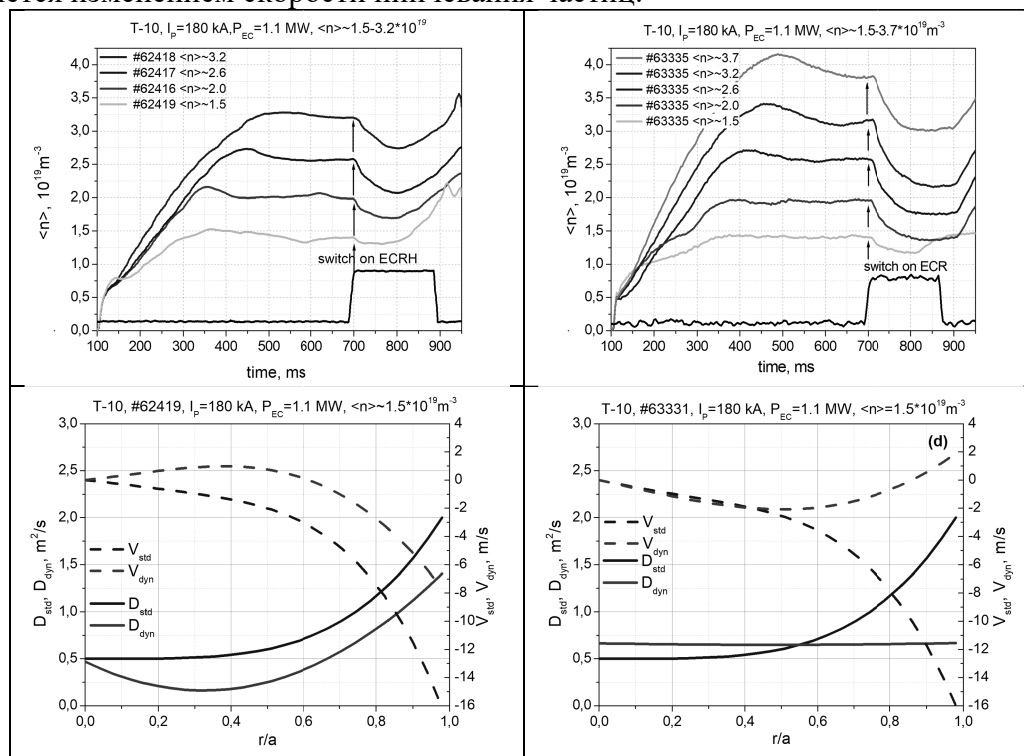 ется изменением скорости пинчевания частиц.
T-10, I_P=180 kA,P_EC=1.1 MW, <n>~1.5-3.2*10^19
#62418 <n>~3.2
#62417 <n>~2.6
#62416 <n>~2.0
#62419 <n>~1.5
4,0
3,5
3,0
2,5
2,0
1,5
1,0
0,5
0,0
<n>, 10^19m^-3
switch on ECRH
100 200 300 400 500 600 700 800 900
time, ms
T-10, I_P=180 kA, P_EC=1.1 MW, <n>~1.5-3.7*10^19m^-3
#63335 <n>~3.7
#63335 <n>~3.2
#63335 <n>~2.6
#63335 <n>~2.0
#63335 <n>~1.5
4,0
3,5
3,0
2,5
2,0
1,5
1,0
0,5
0,0
<n>, 10^19m^-3
switch on ECR
100 200 300 400 500 600 700 800 900
time, ms
T-10, #62419, I_P=180 kA, P_EC=1.1 MW, <n>~1.5*10^19m^-3
3,0
2,5
2,0
1,5
1,0
0,5
0,0
D_std, D_dyn, m^2/s
V_std
V_dyn
D_std
D_dyn
4
2
0
-2
-4
-6
-8
-10
-12
-14
-16
V_std, V_dyn, m/s
0,0 0,2 0,4 0,6 0,8 1,0
r/a
T-10, #63331, I_P=180 kA, P_EC=1.1 MW, <n>=1.5*10^19m^-3
(d)
3,0
2,5
2,0
1,5
1,0
0,5
0,0
D_std, D_dyn, m^2/s
V_std
V_dyn
D_std
D_dyn
4
2
0
-2
-4
-6
-8
-10
-12
-14
-16
V_std, V_dyn, m/s
0,0 0,2 0,4 0,6 0,8 1,0
r/a